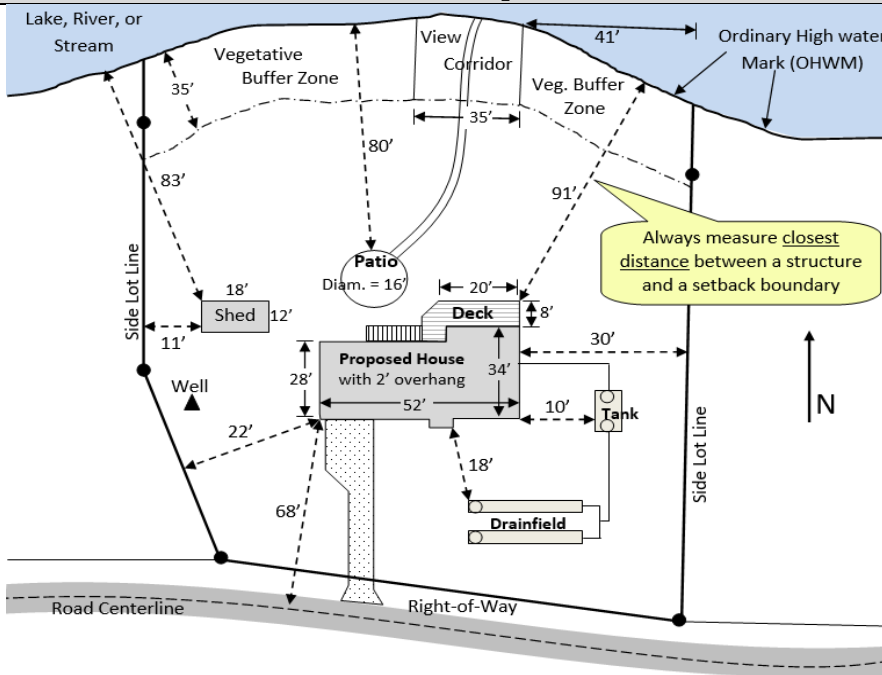 Lake, River, or
Stream
Vegetative
Buffer Zone
View
Corridor
41'
Ordinary High water
Mark (OHWM)
Veg. Buffer
Zone
35'
35'
80'
83'
91'
Always measure closest
distance between a structure
and a setback boundary
Side Lot Line
Patio
Diam. = 16'
18'
Shed
12'
11'
20'
Deck
8'
Proposed House
with 2' overhang
28'
34'
52'
30'
Well
10'
Tank
N
22'
18'
68'
Drainfield
Side Lot Line
Road Centerline
Right-of-Way